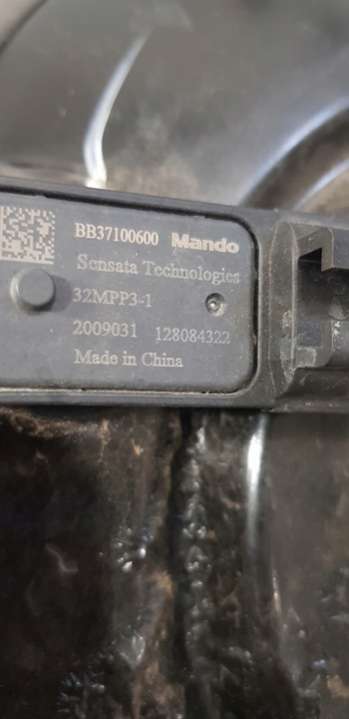 BB37100600 Mando
Sensata Technologies
32MPP3-1
2009031 128084322
Made in China